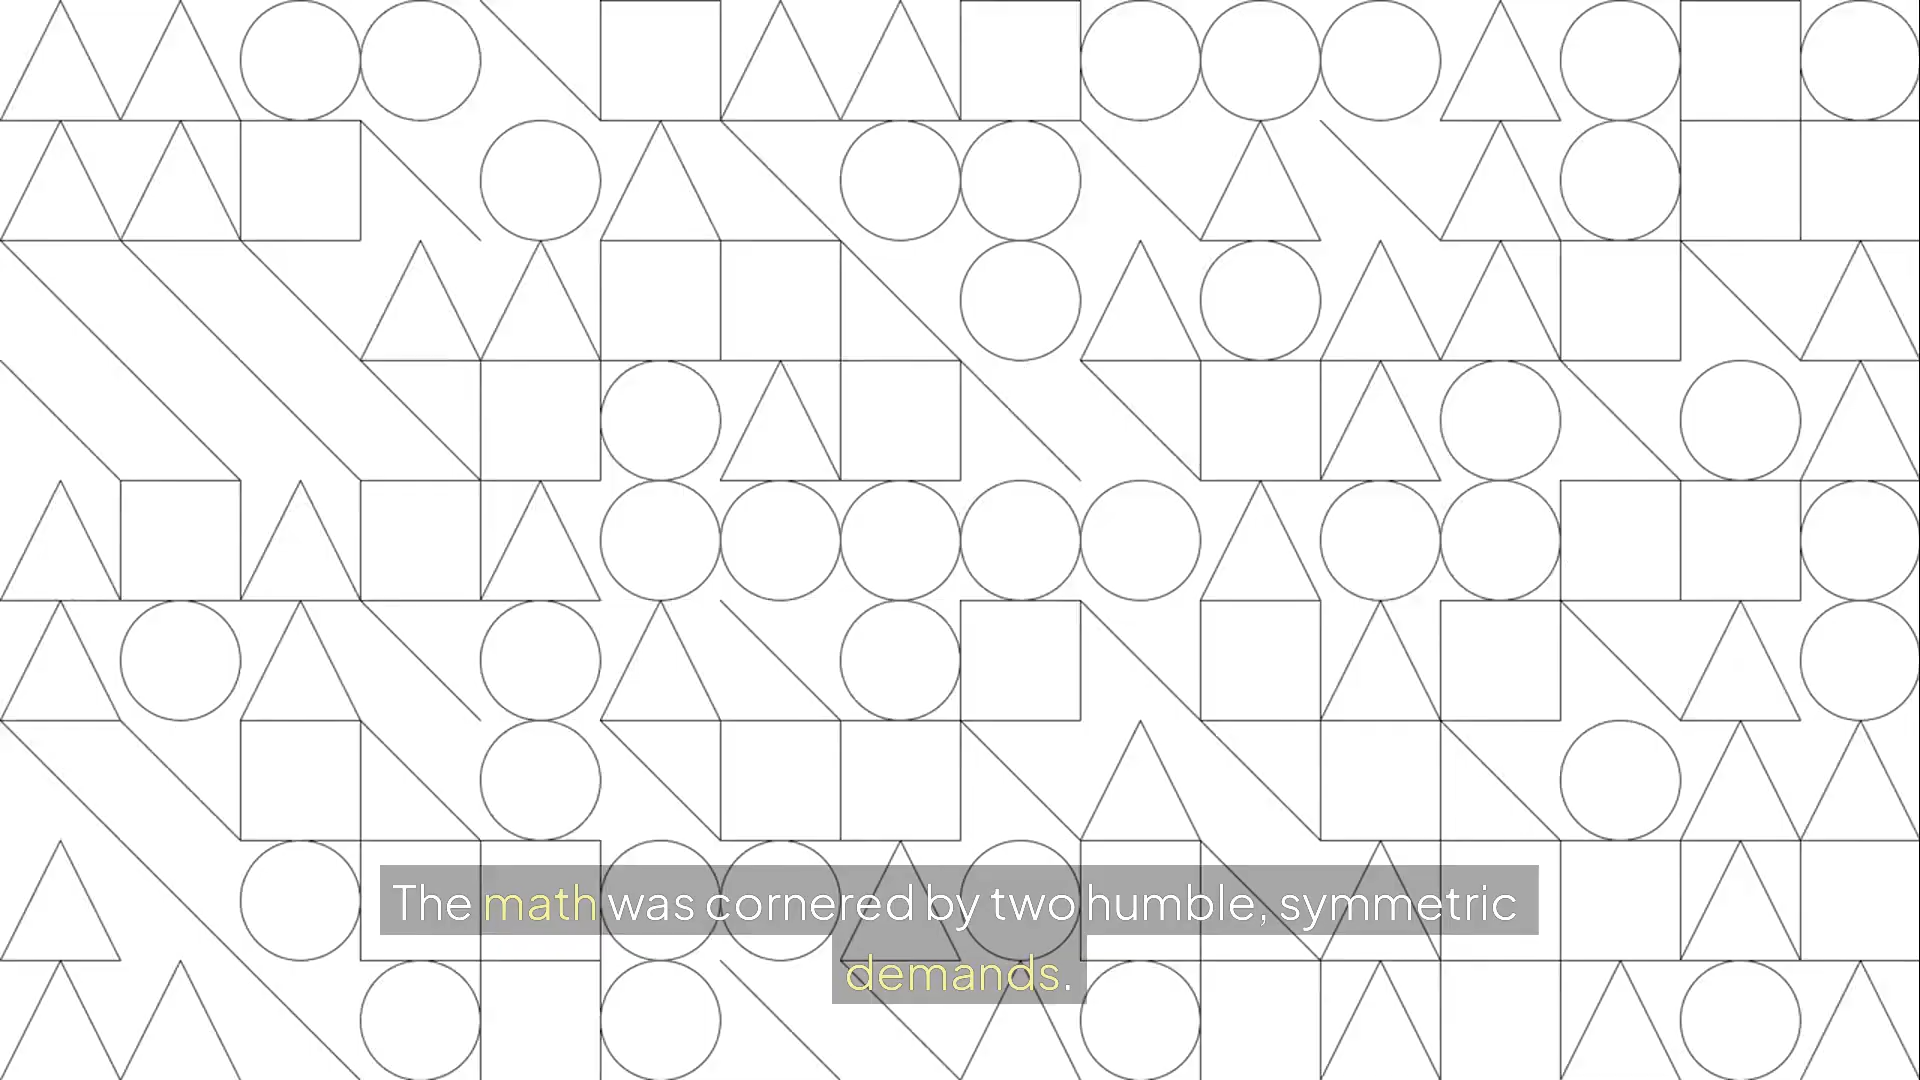 The math was cornered by two humble, symmetric
demands.